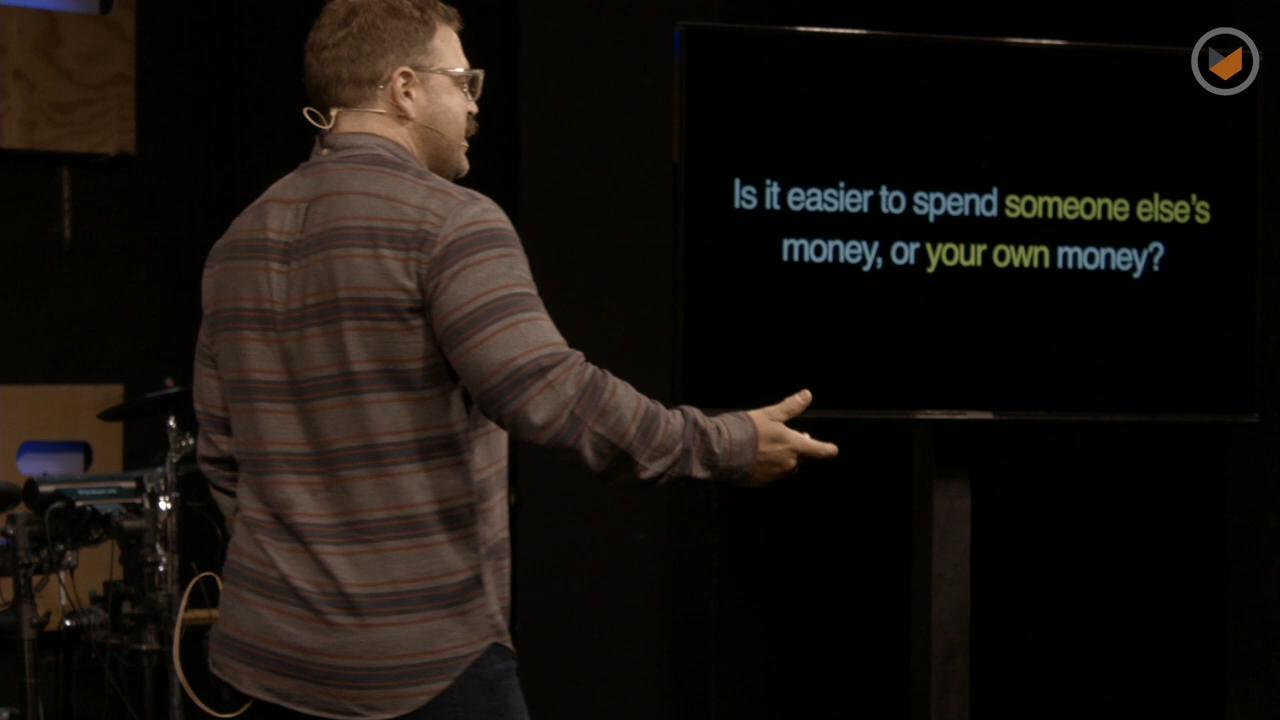 Is it easier to spend someone else's
money, or your own money?